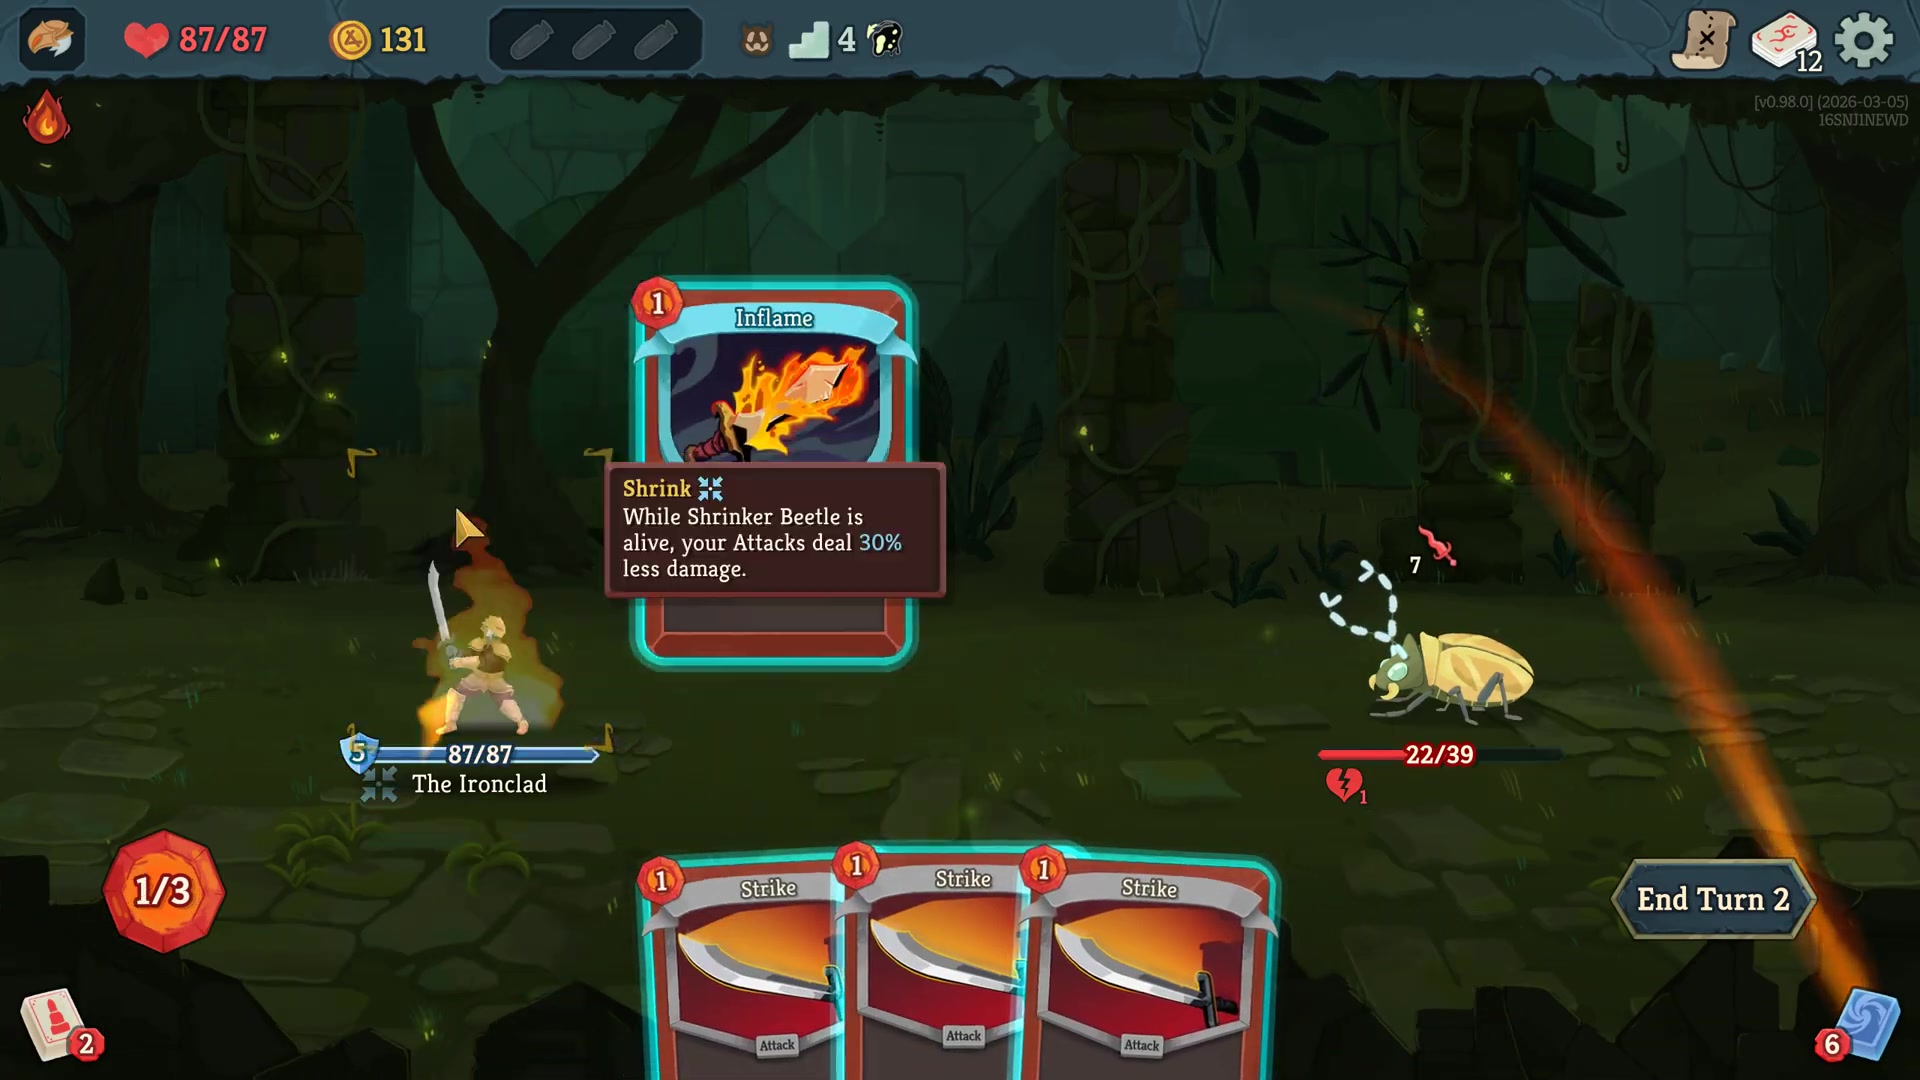 87/87
131
4
12
[v0.98.0] (2026-03-05)
16SNJ1NEWD
1
Inflame
Shrink
While Shrinker Beetle is
alive, your Attacks deal 30%
less damage.
7
5
87/87
The Ironclad
22/39
1
1/3
1
Strike
Attack
1
Strike
Attack
1
Strike
Attack
End Turn 2
2
6